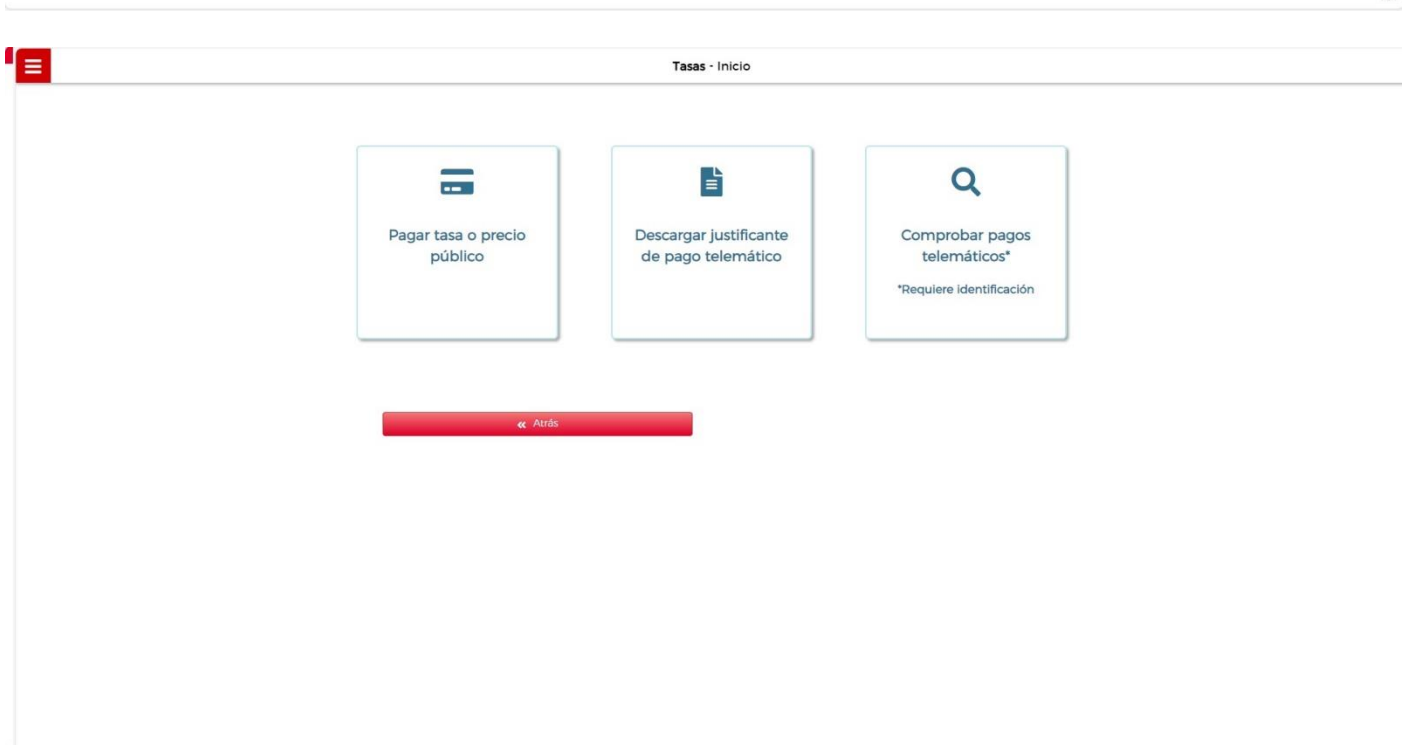 Tasas - Inicio
Pagar tasa o precio
público
Descargar justificante
de pago telemático
Comprobar pagos
telemáticos*
*Requiere identificación
« Atrás